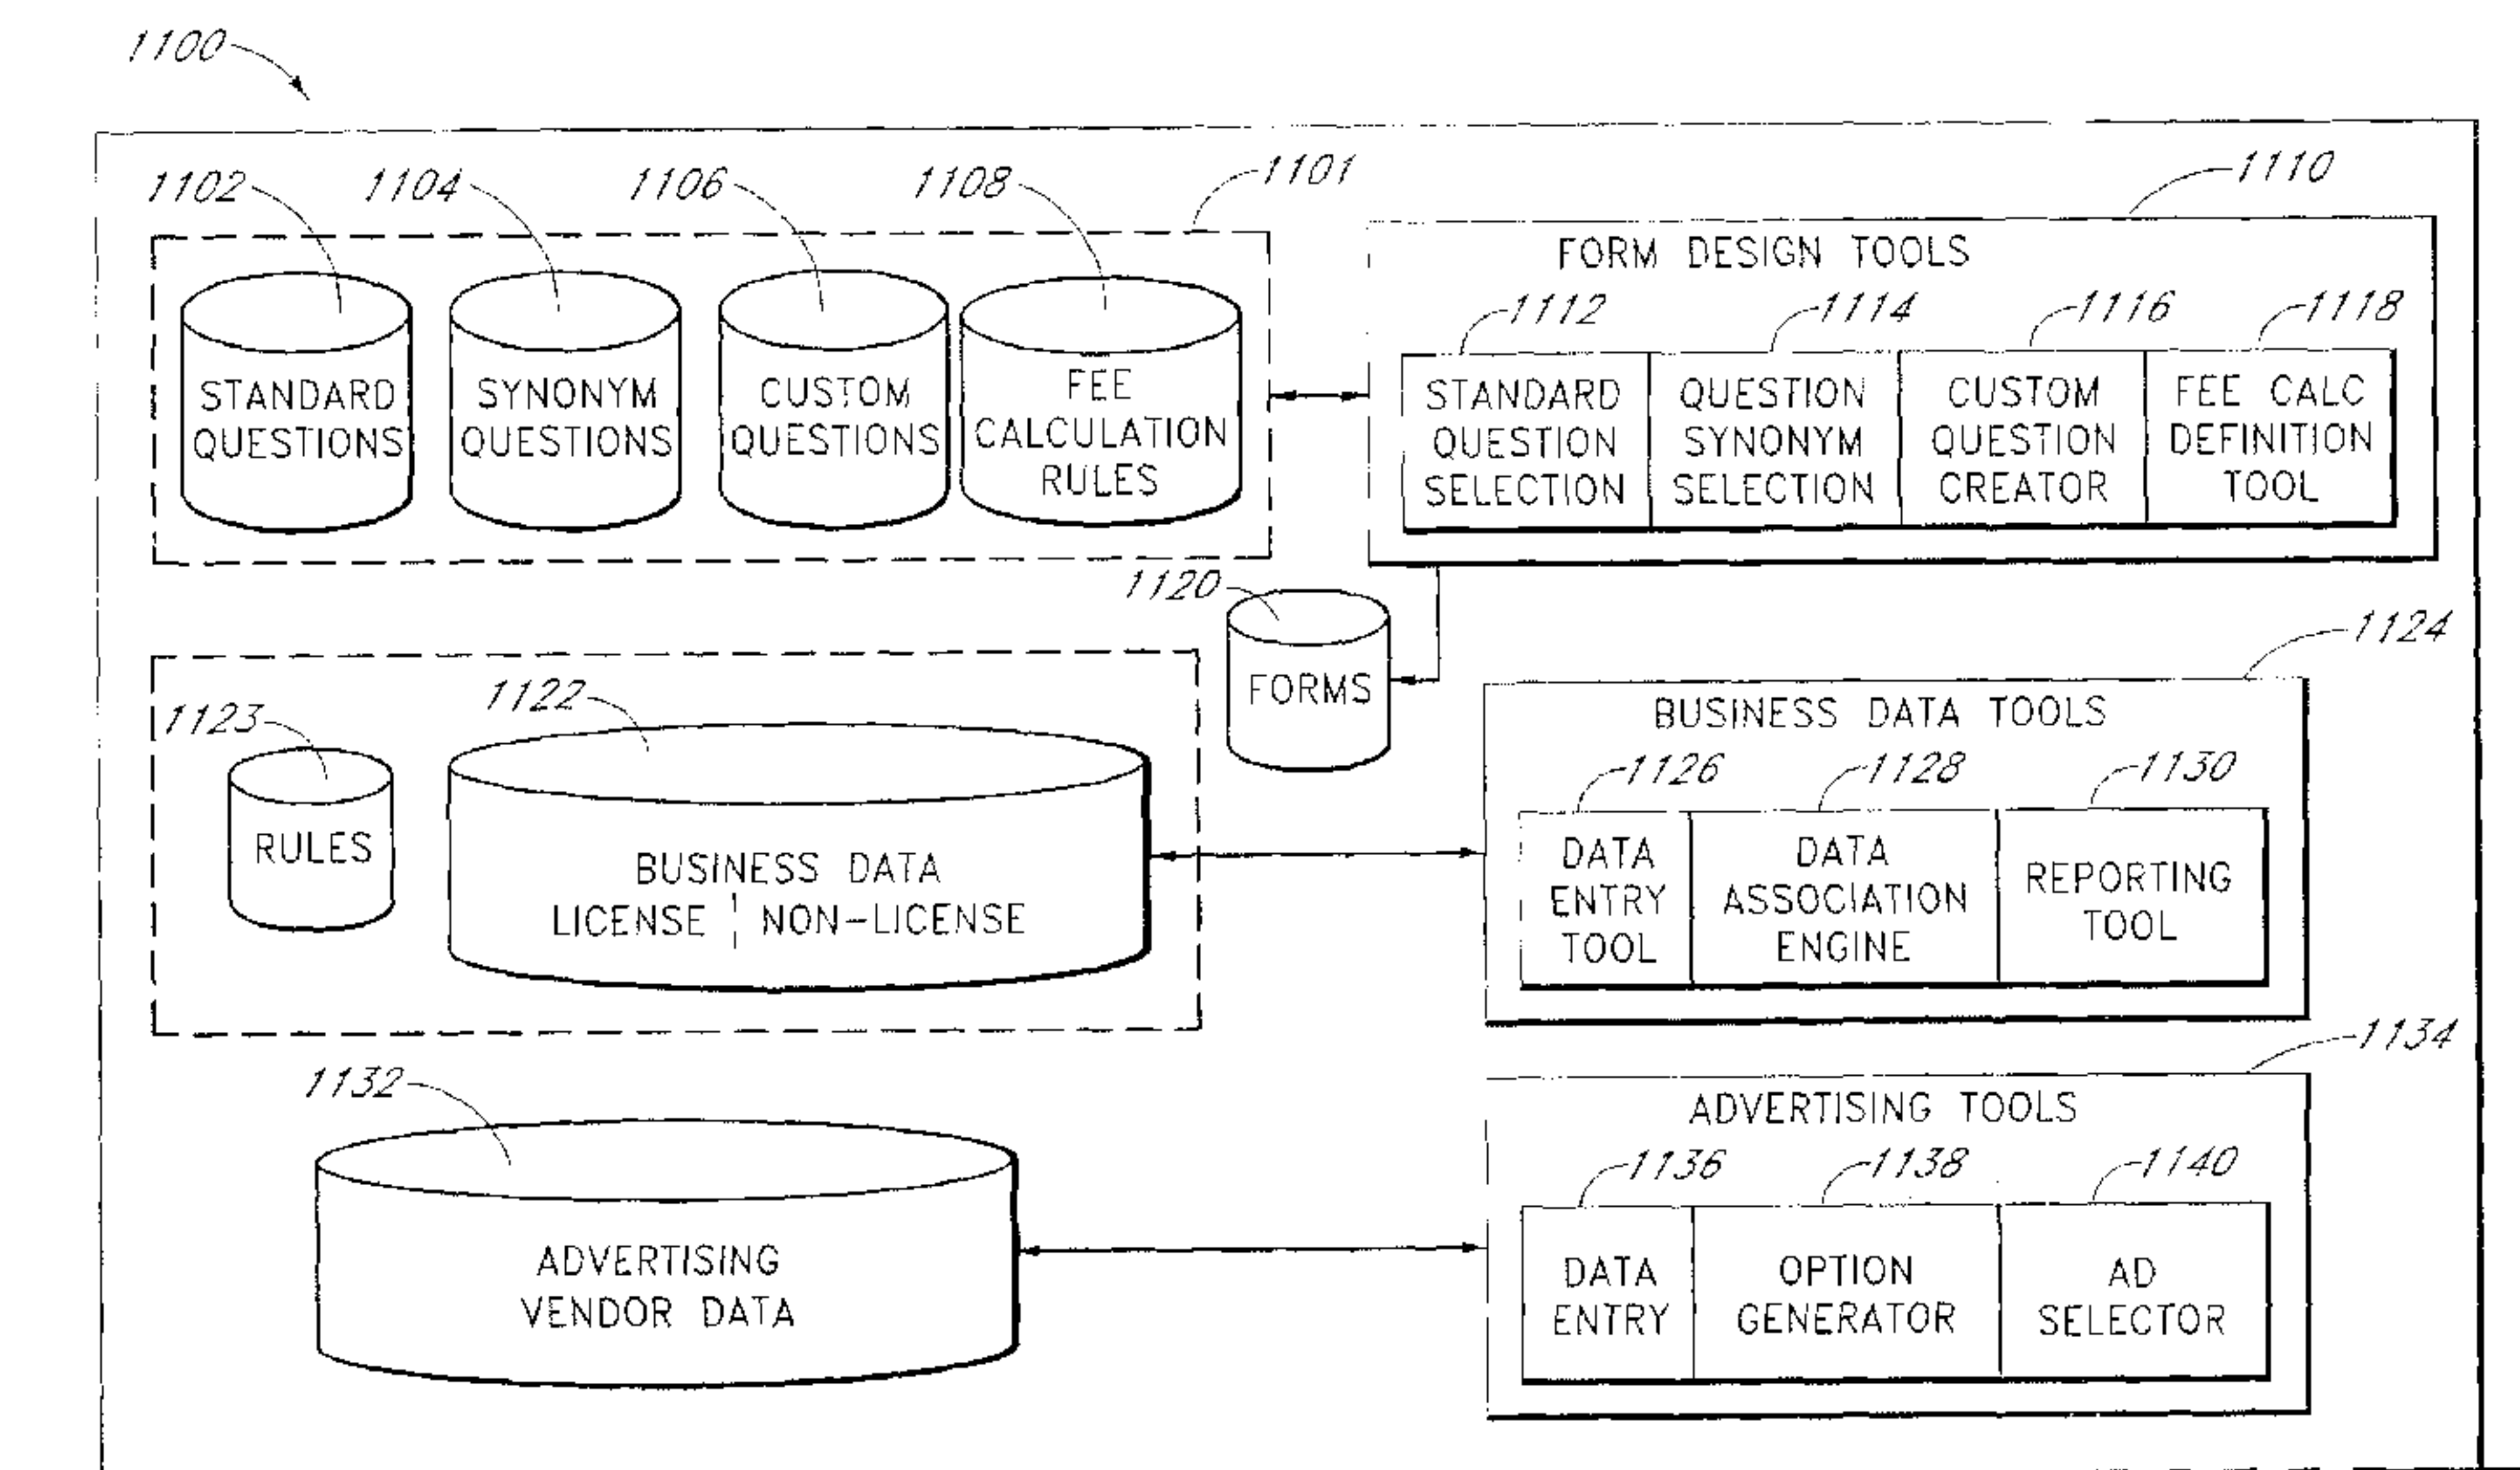 1100
1102
1104
1106
1108
1101
1110
STANDARD
QUESTIONS
SYNONYM
QUESTIONS
CUSTOM
QUESTIONS
FEE
CALCULATION
RULES
FORM DESIGN TOOLS
1112
1114
1116
1118
STANDARD
QUESTION
SELECTION
QUESTION
SYNONYM
SELECTION
CUSTOM
QUESTION
CREATOR
FEE CALC
DEFINITION
TOOL
1120
FORMS
1123
1122
RULES
BUSINESS DATA
LICENSE ¦ NON-LICENSE
1124
BUSINESS DATA TOOLS
1126
1128
1130
DATA
ENTRY
TOOL
DATA
ASSOCIATION
ENGINE
REPORTING
TOOL
1132
ADVERTISING
VENDOR DATA
1134
ADVERTISING TOOLS
1136
1138
1140
DATA
ENTRY
OPTION
GENERATOR
AD
SELECTOR